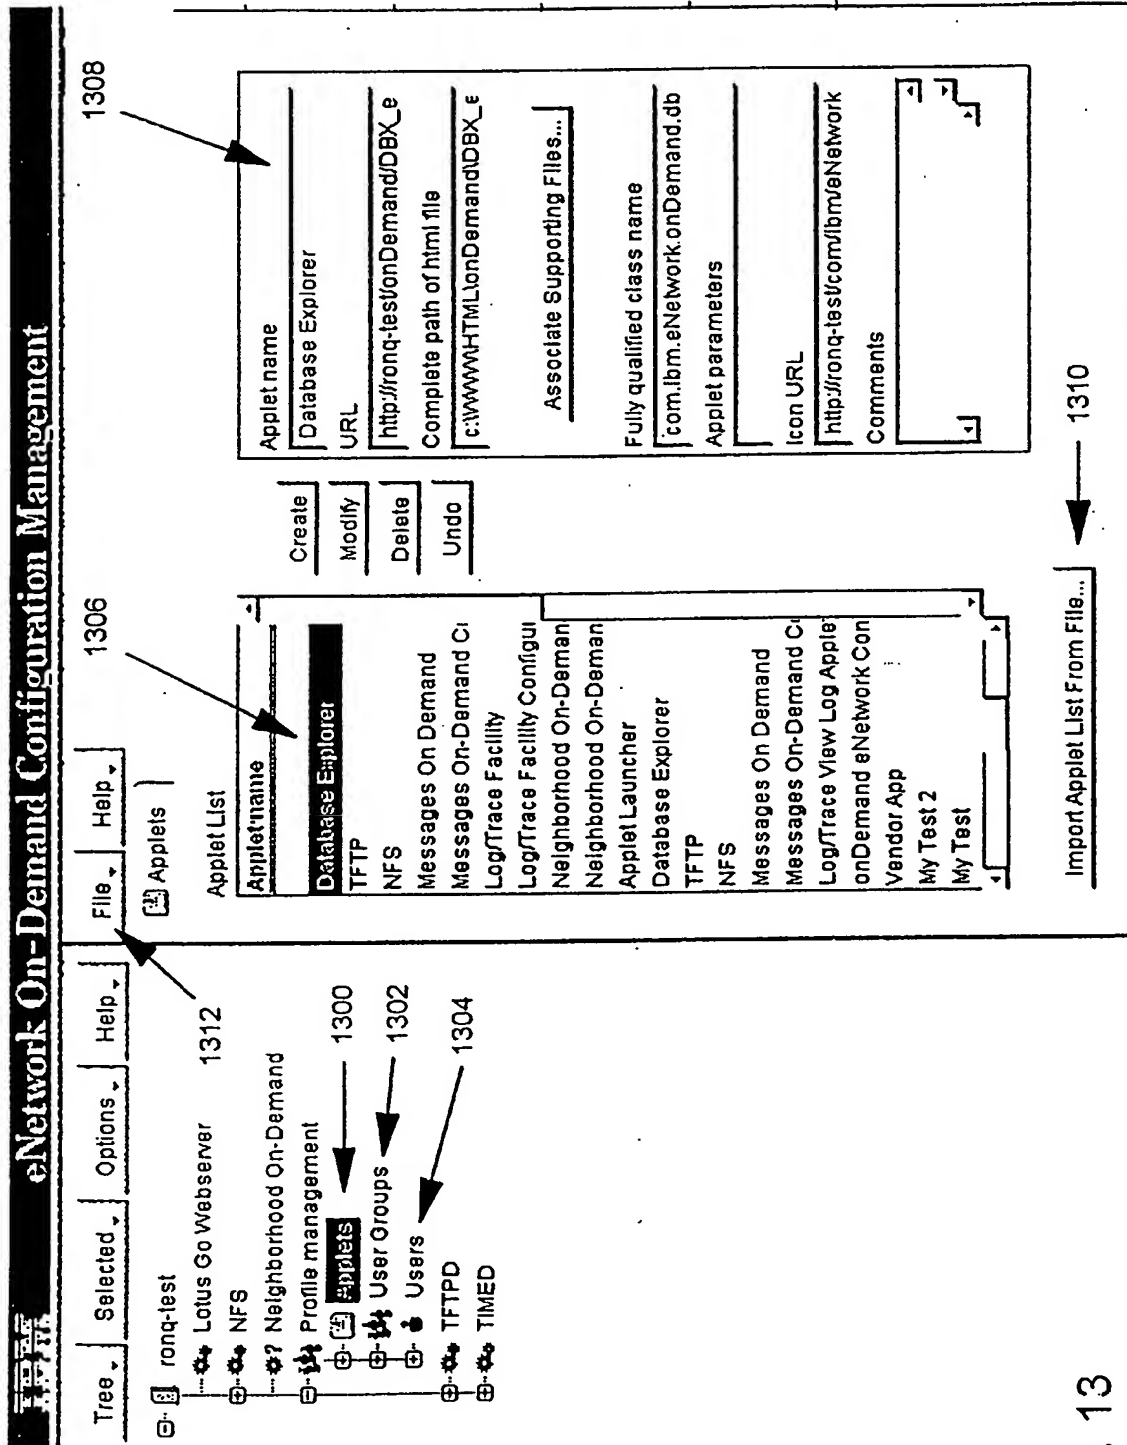 eNetwork On-Demand Configuration Management
Tree Selected Options Help
ronq-test
Lotus Go Webserver
NFS
Neighborhood On-Demand
Profile management
Applets
User Groups
Users
TFTPD
TIMED
1312
1300
1302
1304
File Help
Applets
Applet List
Applet name
Database Explorer
TFTP
NFS
Messages On Demand
Messages On-Demand C
Log/Trace Facility
Log/Trace Facility Configu
Neighborhood On-Deman
Neighborhood On-Deman
Applet Launcher
Database Explorer
TFTP
NFS
Messages On Demand
Messages On-Demand C
Log/Trace View Log Applet
onDemand eNetwork Con
Vendor App
My Test 2
My Test
Import Applet List From File...
1306
1310
Create
Modify
Delete
Undo
1308
Applet name
Database Explorer
URL
http://ronq-test/onDemand/DBX_e
Complete path of html file
c:\WWW\HTML\onDemand\DBX_e
Associate Supporting Files...
Fully qualified class name
com.ibm.eNetwork.onDemand.db
Applet parameters
Icon URL
http://ronq-test/com/ibm/eNetwork
Comments
13